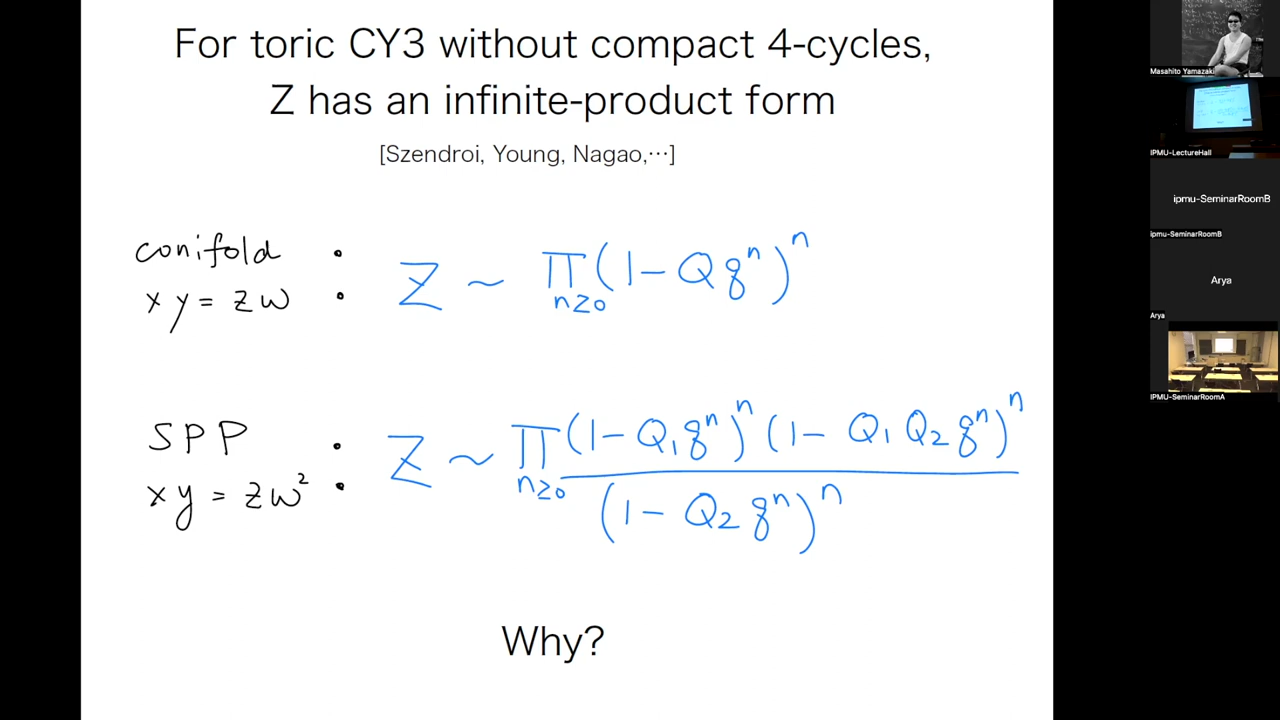 For toric CY3 without compact 4-cycles,
Z has an infinite-product form
[Szendroi, Young, Nagao,⋯]
conifold :
xy = zw
Z ~ ∏_{n≥0} (1 - Q q^n)^n
SPP :
xy = zw^2
Z ~ ∏_{n≥0} (1 - Q_1 q^n)^n (1 - Q_1 Q_2 q^n)^n
(1 - Q_2 q^n)^n
Why?
Masahito Yamazaki
IPMU-LectureHall
ipmu-SeminarRoomB
ipmu-SeminarRoomB
Arya
Arya
IPMU-SeminarRoomA